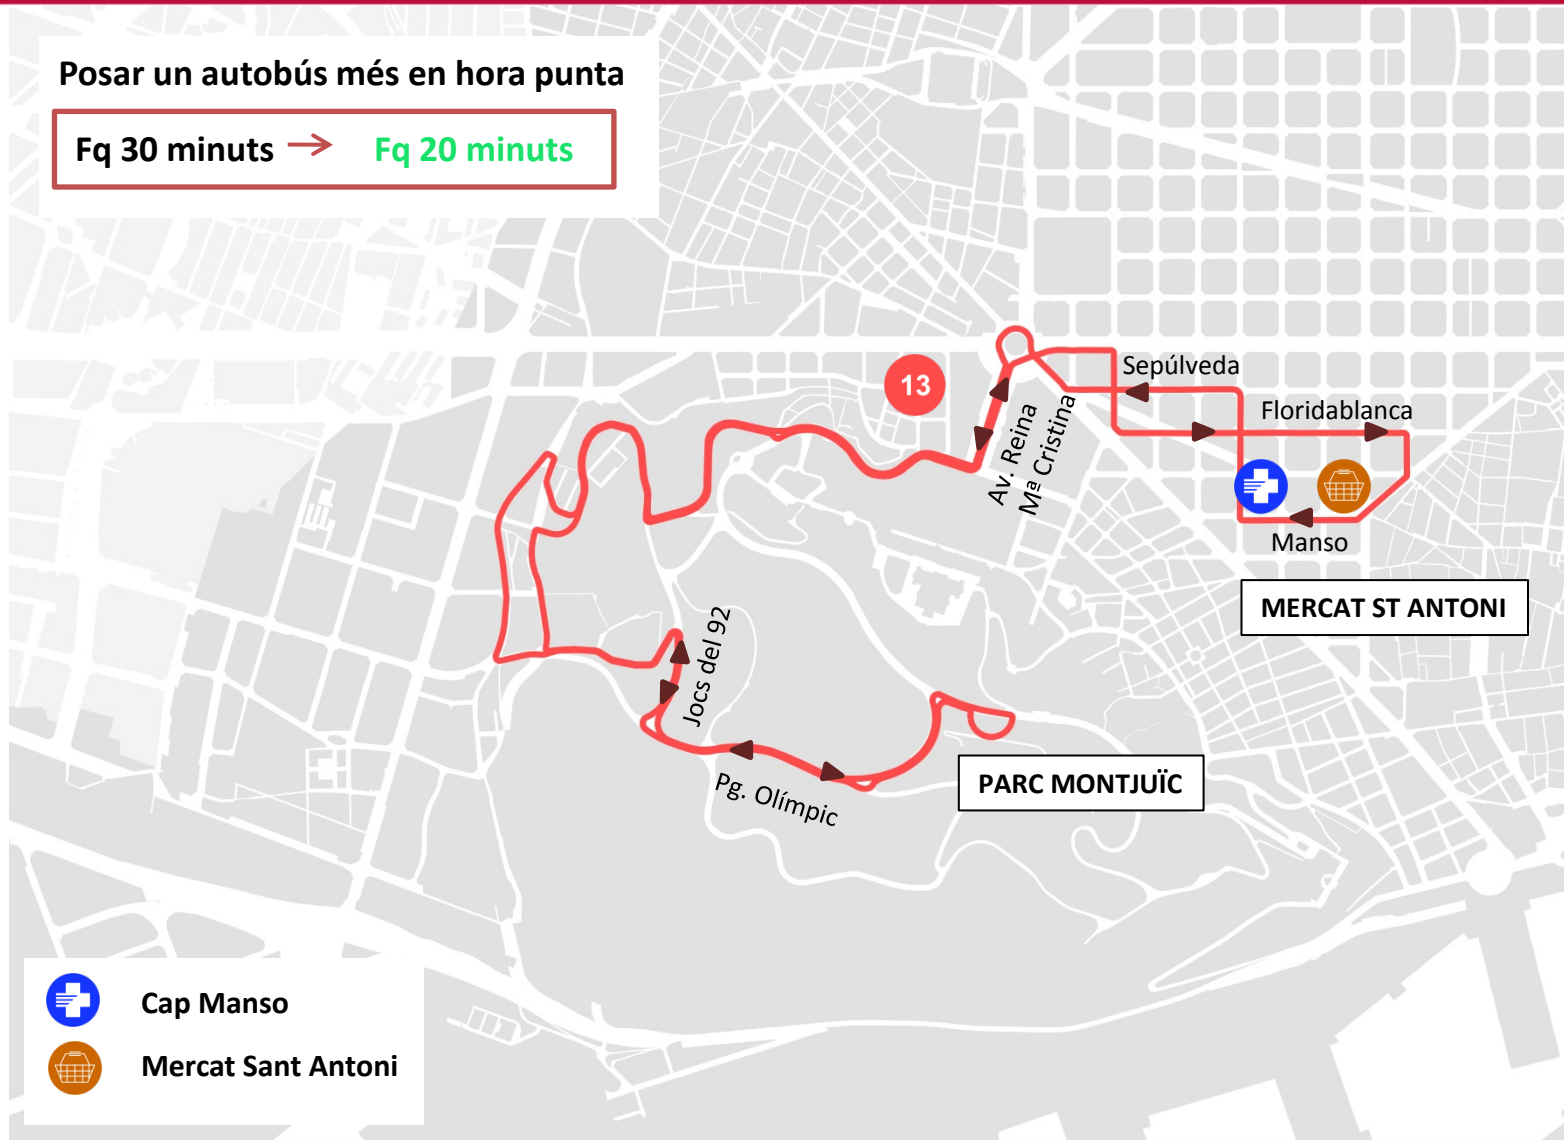 Posar un autobús més en hora punta
Fq 30 minuts → Fq 20 minuts
13
Sepúlveda
Floridablanca
Av. Reina
Mª Cristina
Manso
MERCAT ST ANTONI
Jocs del 92
Pg. Olímpic
PARC MONTJUÏC
Cap Manso
Mercat Sant Antoni